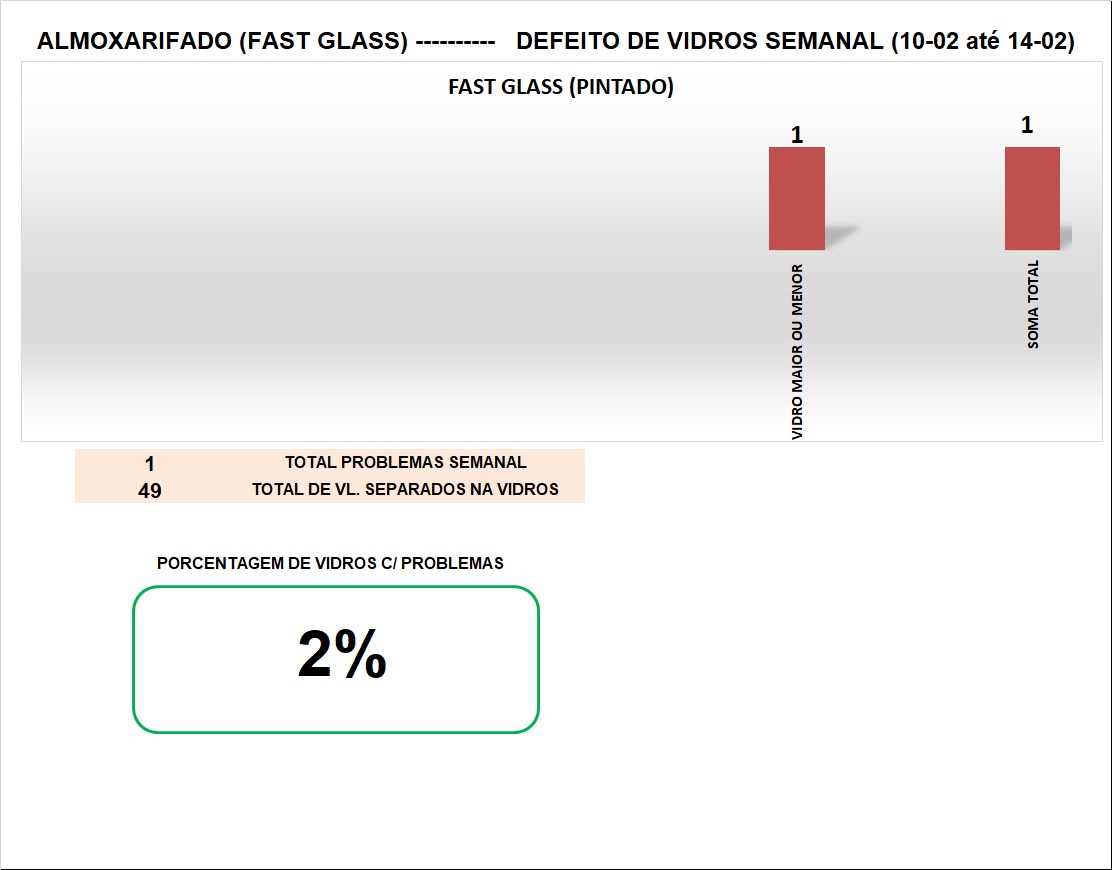 ALMOXARIFADO (FAST GLASS) ---------- DEFEITO DE VIDROS SEMANAL (10-02 até 14-02)
FAST GLASS (PINTADO)
1
1
VIDRO MAIOR OU MENOR
SOMA TOTAL
1 TOTAL PROBLEMAS SEMANAL
49 TOTAL DE VL. SEPARADOS NA VIDROS
PORCENTAGEM DE VIDROS C/ PROBLEMAS
2%